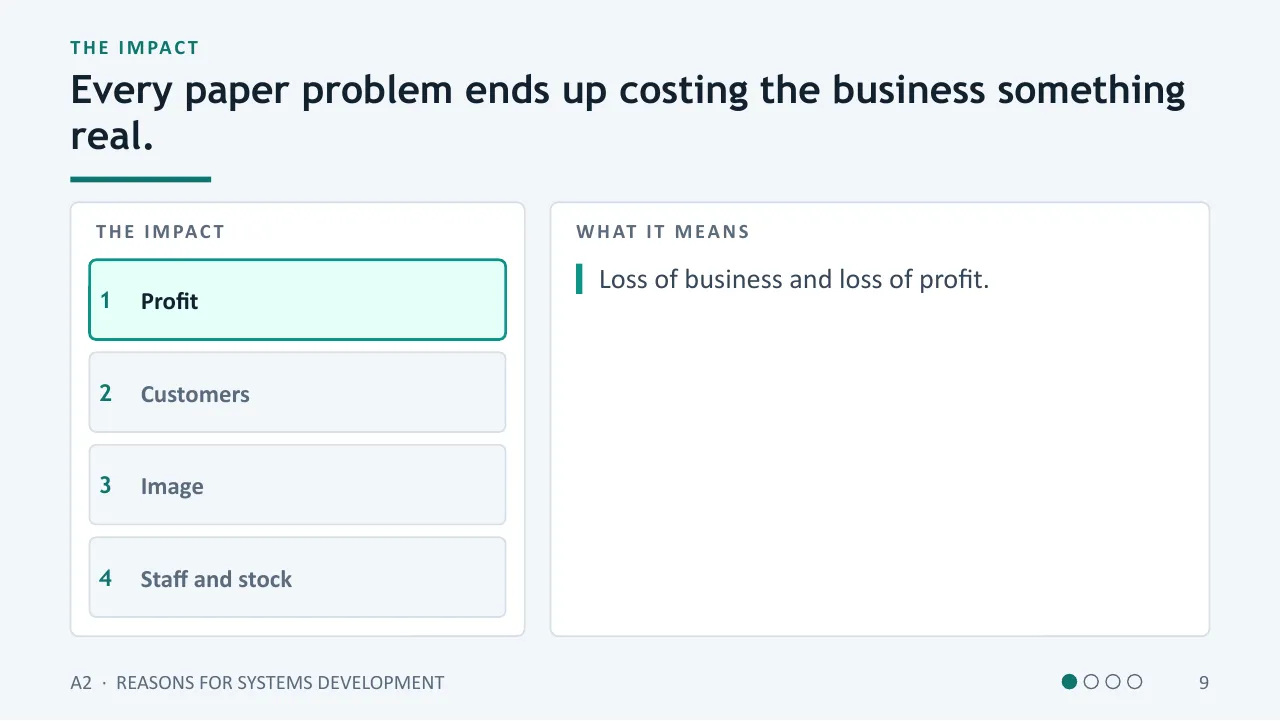 THE IMPACT
Every paper problem ends up costing the business something
real.
THE IMPACT
1 Profit
2 Customers
3 Image
4 Staff and stock
WHAT IT MEANS
Loss of business and loss of profit.
A2 · REASONS FOR SYSTEMS DEVELOPMENT
9